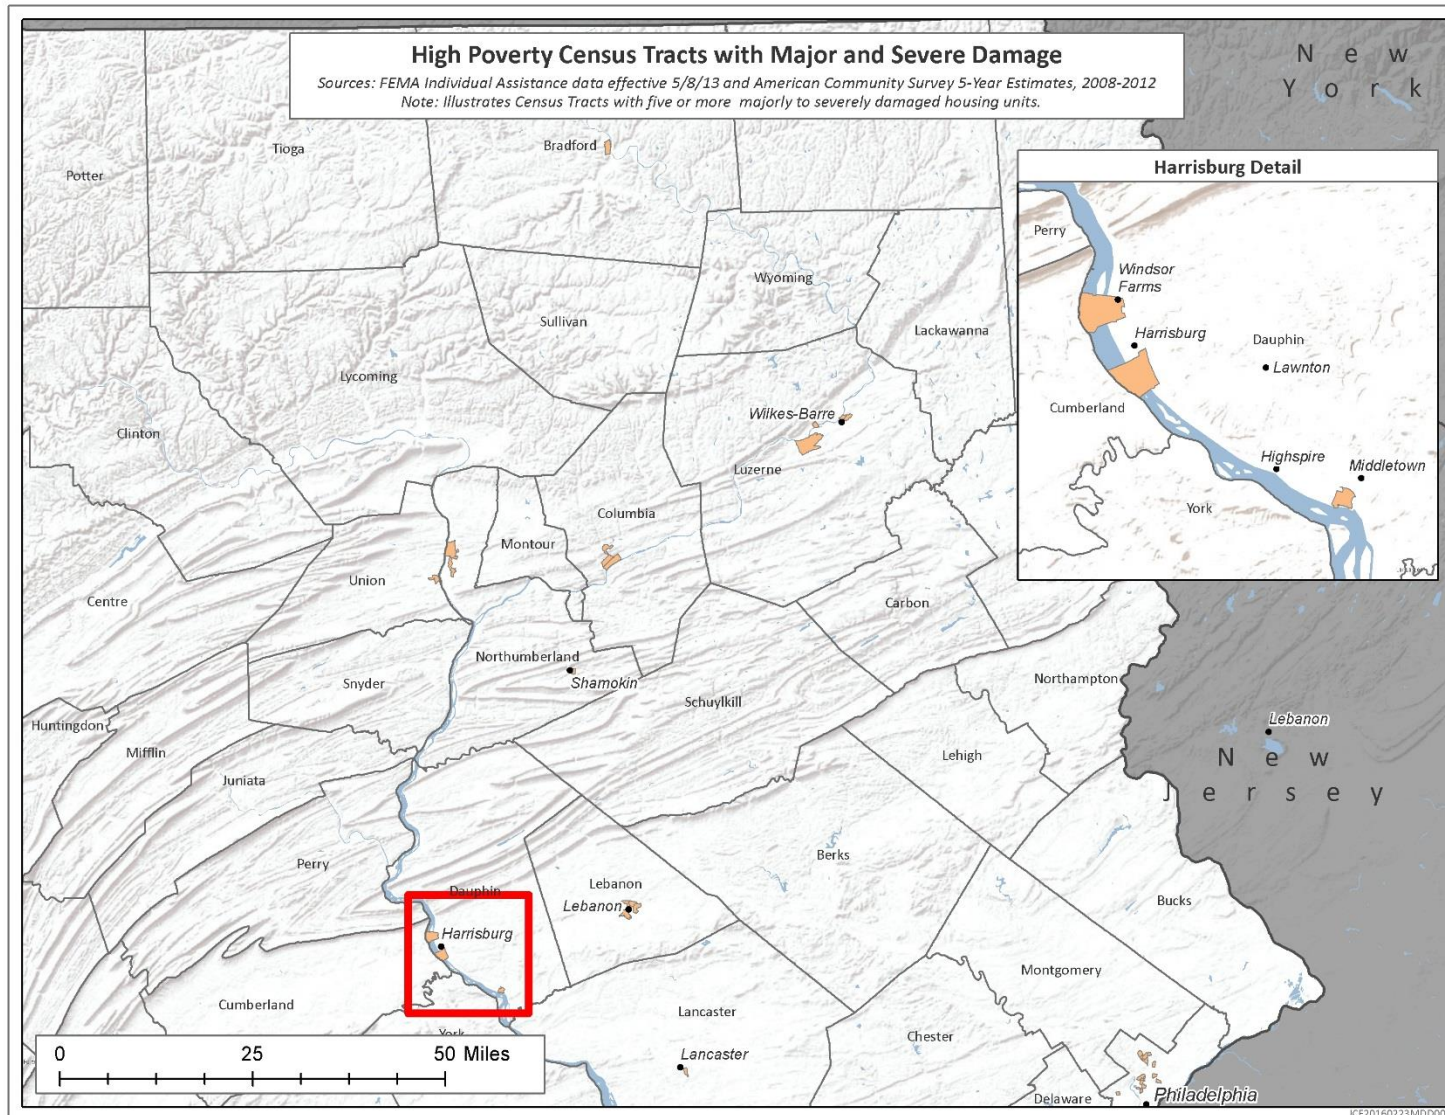 High Poverty Census Tracts with Major and Severe Damage
Sources: FEMA Individual Assistance data effective 5/8/13 and American Community Survey 5-Year Estimates, 2008-2012
Note: Illustrates Census Tracts with five or more majorly to severely damaged housing units.
New
York
Potter
Tioga
Bradford
Wyoming
Sullivan
Lackawanna
Lycoming
Clinton
Wilkes-Barre
Luzerne
Columbia
Montour
Union
Centre
Carbon
Northumberland
Shamokin
Snyder
Schuylkill
Northampton
Huntingdon
Mifflin
Lehigh
Juniata
Lebanon
New
Jersey
Perry
Berks
Dauphin
Lebanon
Lebanon
Bucks
Harrisburg
Montgomery
Cumberland
Lancaster
York
Chester
Lancaster
Delaware
Philadelphia
0 25 50 Miles
Harrisburg Detail
Perry
Windsor
Farms
Harrisburg
Dauphin
Lawnton
Cumberland
Highspire
Middletown
York